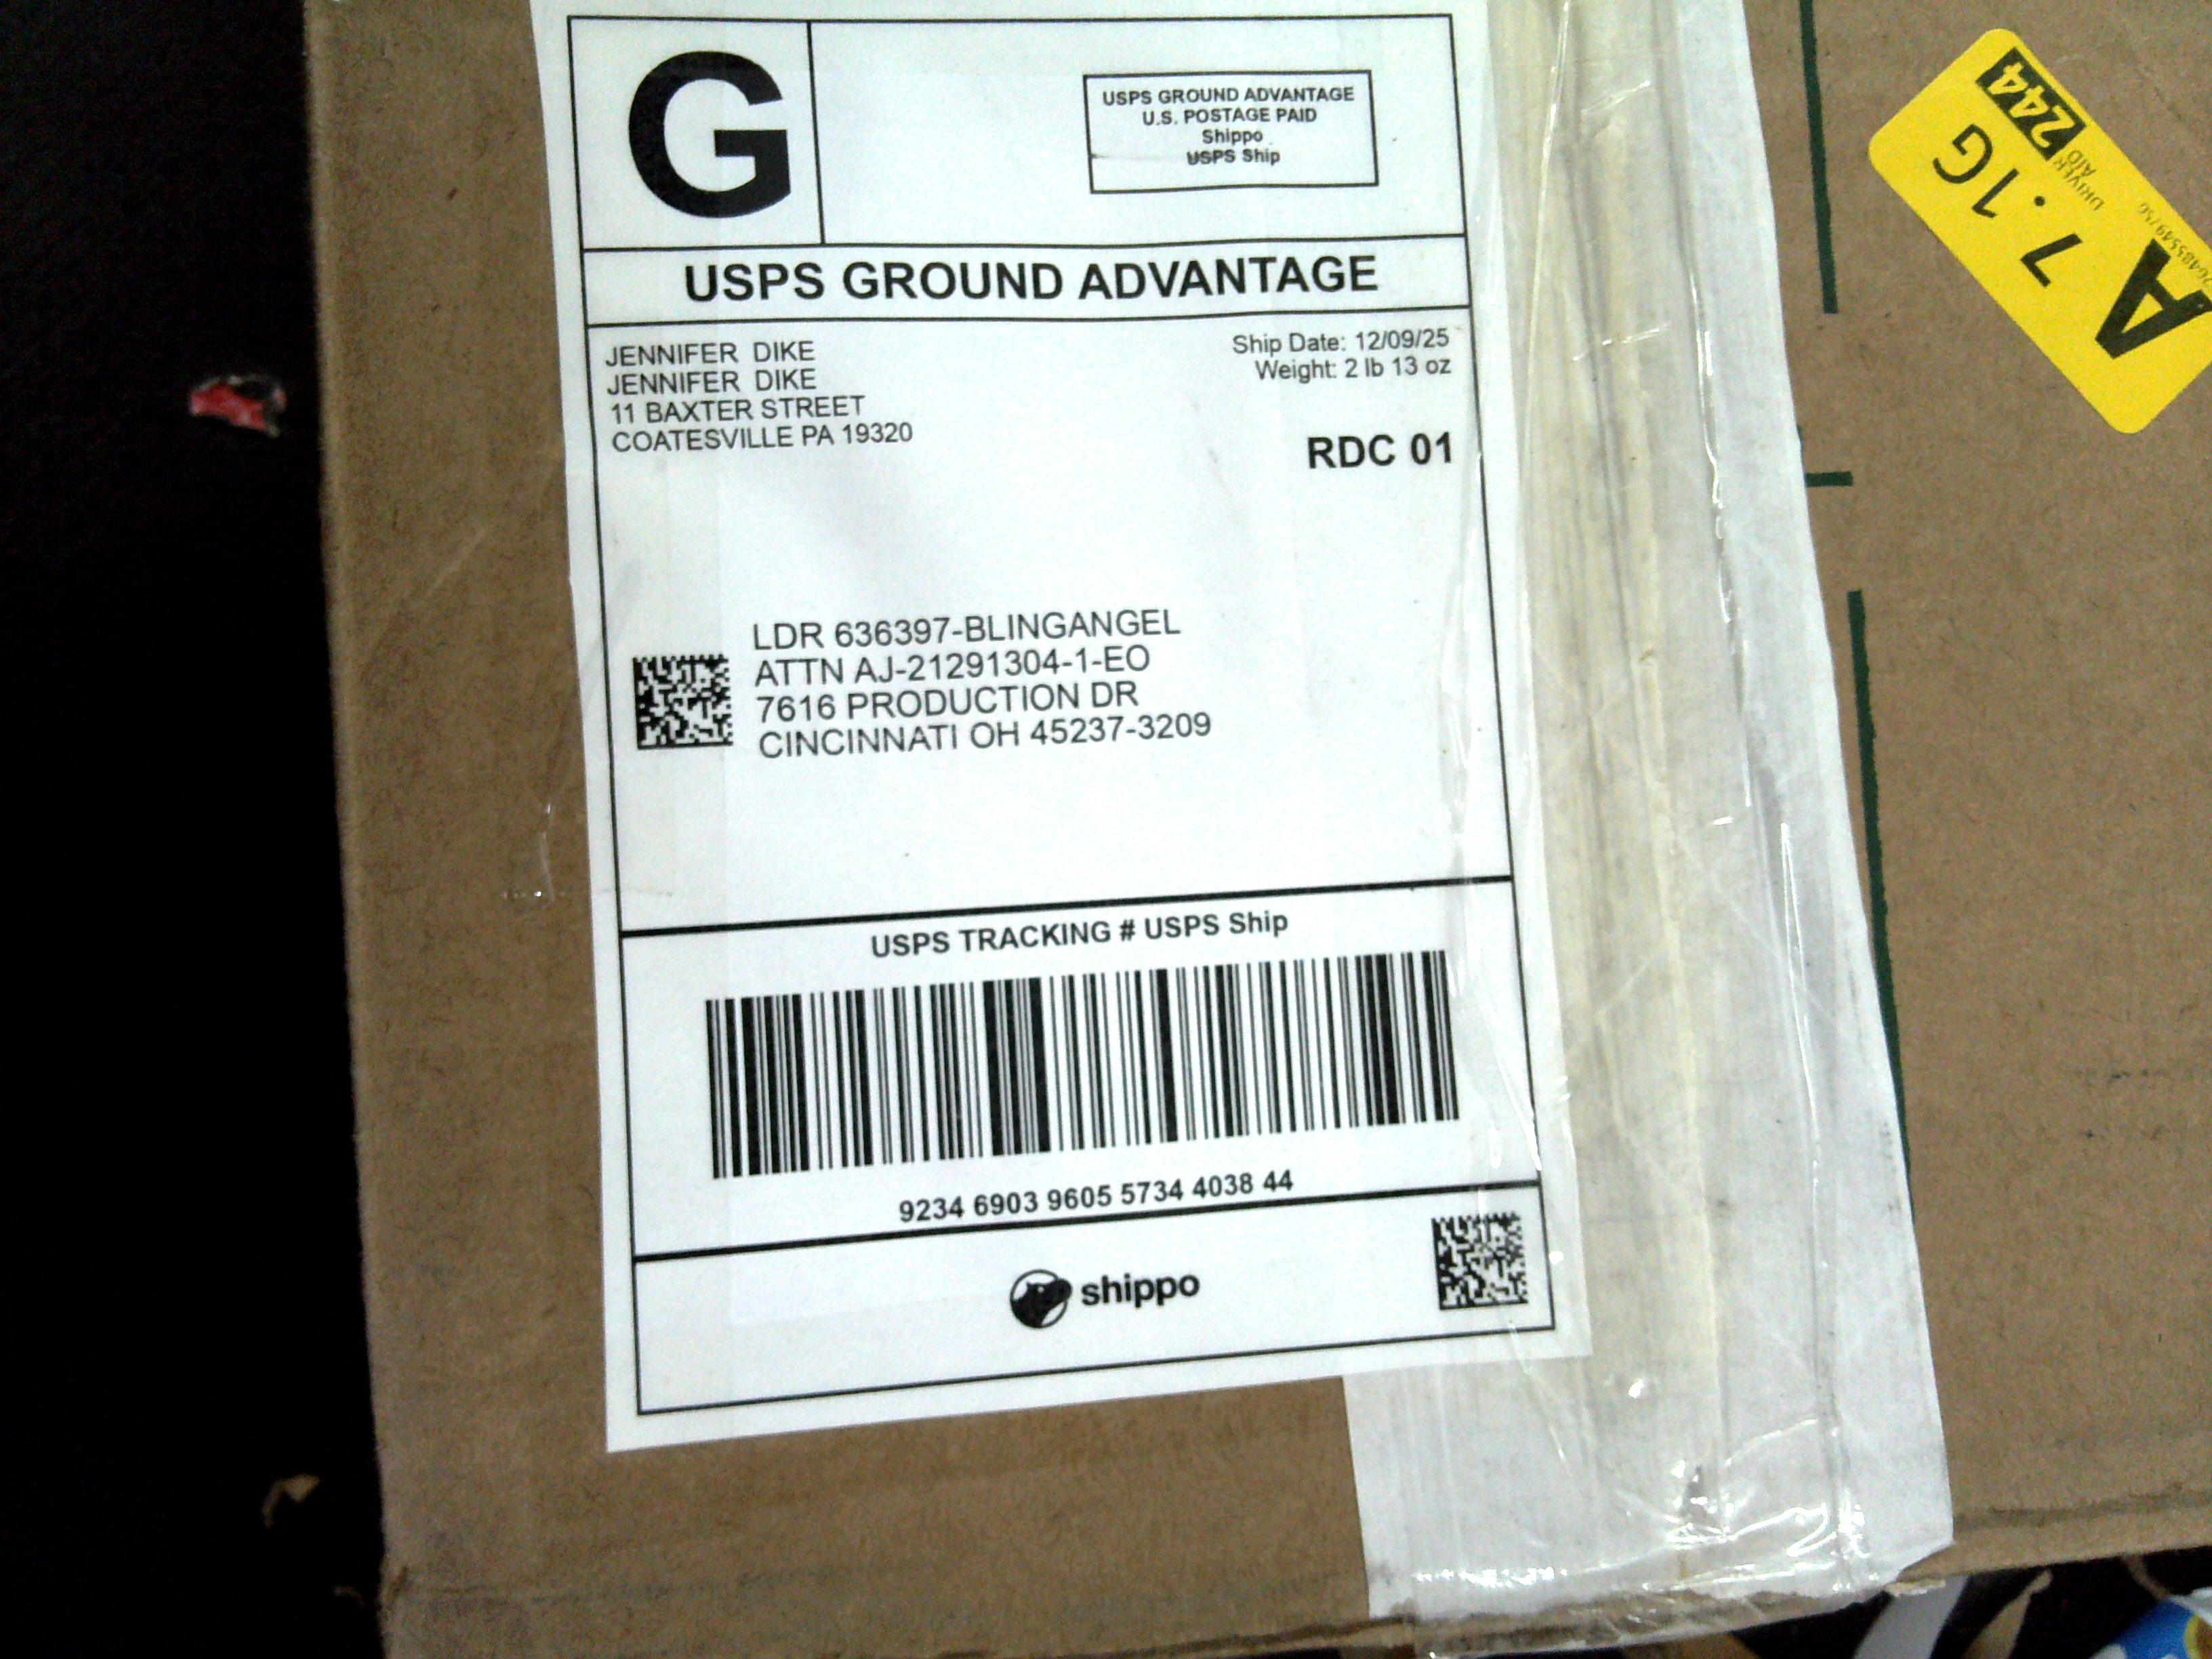 G
USPS GROUND ADVANTAGE
U.S. POSTAGE PAID
Shippo
USPS Ship
USPS GROUND ADVANTAGE
JENNIFER DIKE
JENNIFER DIKE
11 BAXTER STREET
COATESVILLE PA 19320
Ship Date: 12/09/25
Weight: 2 lb 13 oz
RDC 01
LDR 636397-BLINGANGEL
ATTN AJ-21291304-1-EO
7616 PRODUCTION DR
CINCINNATI OH 45237-3209
USPS TRACKING # USPS Ship
9234 6903 9605 5734 4038 44
shippo
244
DRIVER
AID
7.1G
A